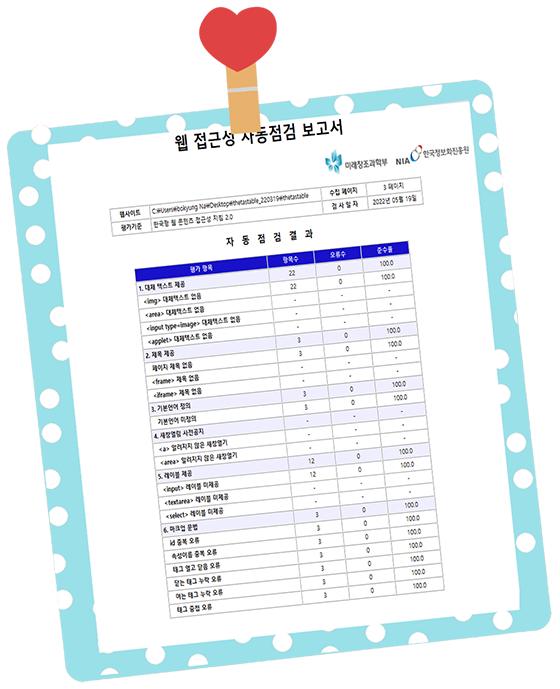 웹 접근성 자동점검 보고서
미래창조과학부 NIA 한국정보화진흥원
웹사이트 C:₩Users₩bokyung Na₩Desktop₩thetastable_220819₩thetastable 수집 페이지 3 페이지
평가기준 한국형 웹 콘텐츠 접근성 지침 2.0 검 사 일 자 2022년 05월 19일
자 동 점 검 결 과
평가 항목 항목수 오류수 준수율
1. 대체 텍스트 제공 22 0 100.0
<img> 대체텍스트 없음 22 0 100.0
<area> 대체텍스트 없음 - - -
<input type=image> 대체텍스트 없음 - - -
<applet> 대체텍스트 없음 - - -
2. 제목 제공 3 0 100.0
페이지 제목 없음 3 0 100.0
<frame> 제목 없음 - - -
<iframe> 제목 없음 - - -
3. 기본언어 정의 3 0 100.0
기본언어 미정의 3 0 100.0
4. 새창열림 사전공지 - - -
<a> 알려지지 않은 새창열기 - - -
<area> 알려지지 않은 새창열기 - - -
5. 레이블 제공 12 0 100.0
<input> 레이블 미제공 12 0 100.0
<textarea> 레이블 미제공 - - -
<select> 레이블 미제공 - - -
6. 마크업 문법 3 0 100.0
id 중복 오류 3 0 100.0
속성이름 중복 오류 3 0 100.0
태그 열고 닫음 오류 3 0 100.0
닫는 태그 누락 오류 3 0 100.0
여는 태그 누락 오류 3 0 100.0
태그 중첩 오류 3 0 100.0